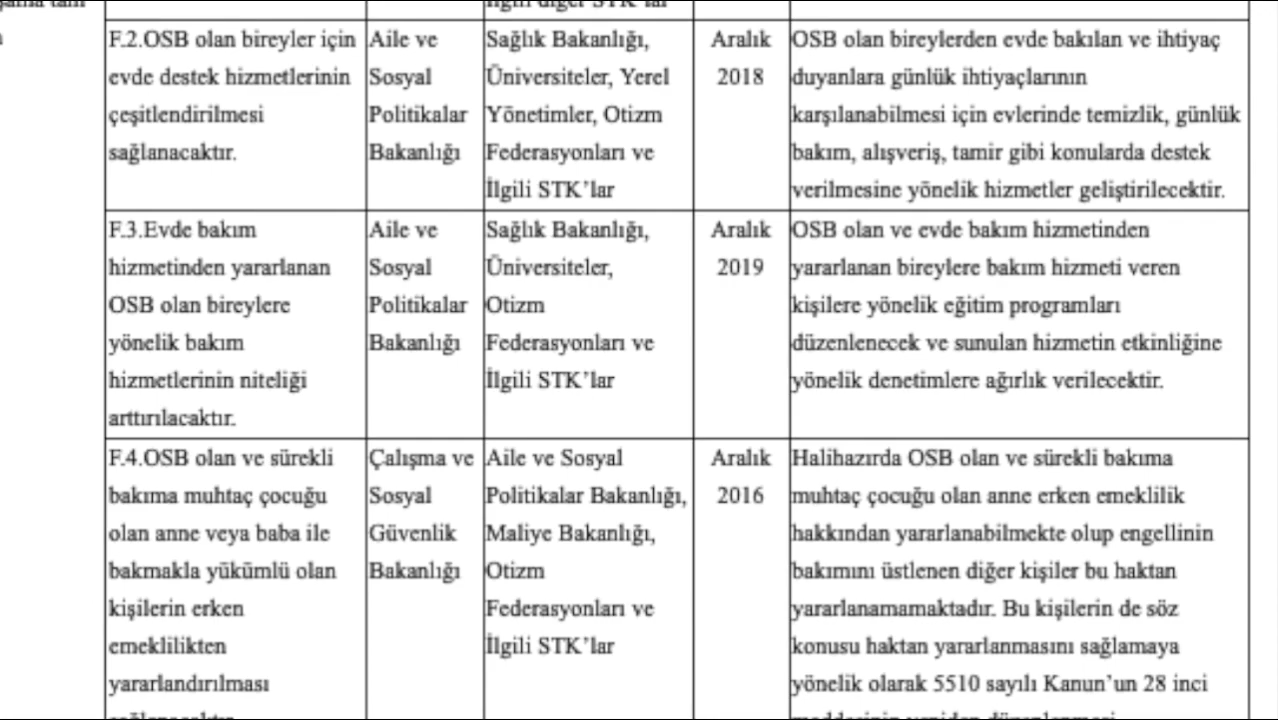 F.2.OSB olan bireyler için
evde destek hizmetlerinin
çeşitlendirilmesi
sağlanacaktır.
Aile ve
Sosyal
Politikalar
Bakanlığı
Sağlık Bakanlığı,
Üniversiteler, Yerel
Yönetimler, Otizm
Federasyonları ve
İlgili STK’lar
Aralık
2018
OSB olan bireylerden evde bakılan ve ihtiyaç
duyanlara günlük ihtiyaçlarının
karşılanabilmesi için evlerinde temizlik, günlük
bakım, alışveriş, tamir gibi konularda destek
verilmesine yönelik hizmetler geliştirilecektir.
F.3.Evde bakım
hizmetinden yararlanan
OSB olan bireylere
yönelik bakım
hizmetlerinin niteliği
arttırılacaktır.
Aile ve
Sosyal
Politikalar
Bakanlığı
Sağlık Bakanlığı,
Üniversiteler,
Otizm
Federasyonları ve
İlgili STK’lar
Aralık
2019
OSB olan ve evde bakım hizmetinden
yararlanan bireylere bakım hizmeti veren
kişilere yönelik eğitim programları
düzenlenecek ve sunulan hizmetin etkinliğine
yönelik denetimlere ağırlık verilecektir.
F.4.OSB olan ve sürekli
bakıma muhtaç çocuğu
olan anne veya baba ile
bakmakla yükümlü olan
kişilerin erken
emeklilikten
yararlandırılması
Çalışma ve
Sosyal
Güvenlik
Bakanlığı
Aile ve Sosyal
Politikalar Bakanlığı,
Maliye Bakanlığı,
Otizm
Federasyonları ve
İlgili STK’lar
Aralık
2016
Halihazırda OSB olan ve sürekli bakıma
muhtaç çocuğu olan anne erken emeklilik
hakkından yararlanabilmekte olup engellinin
bakımını üstlenen diğer kişiler bu haktan
yararlanamamaktadır. Bu kişilerin de söz
konusu haktan yararlanmasını sağlamaya
yönelik olarak 5510 sayılı Kanun’un 28 inci